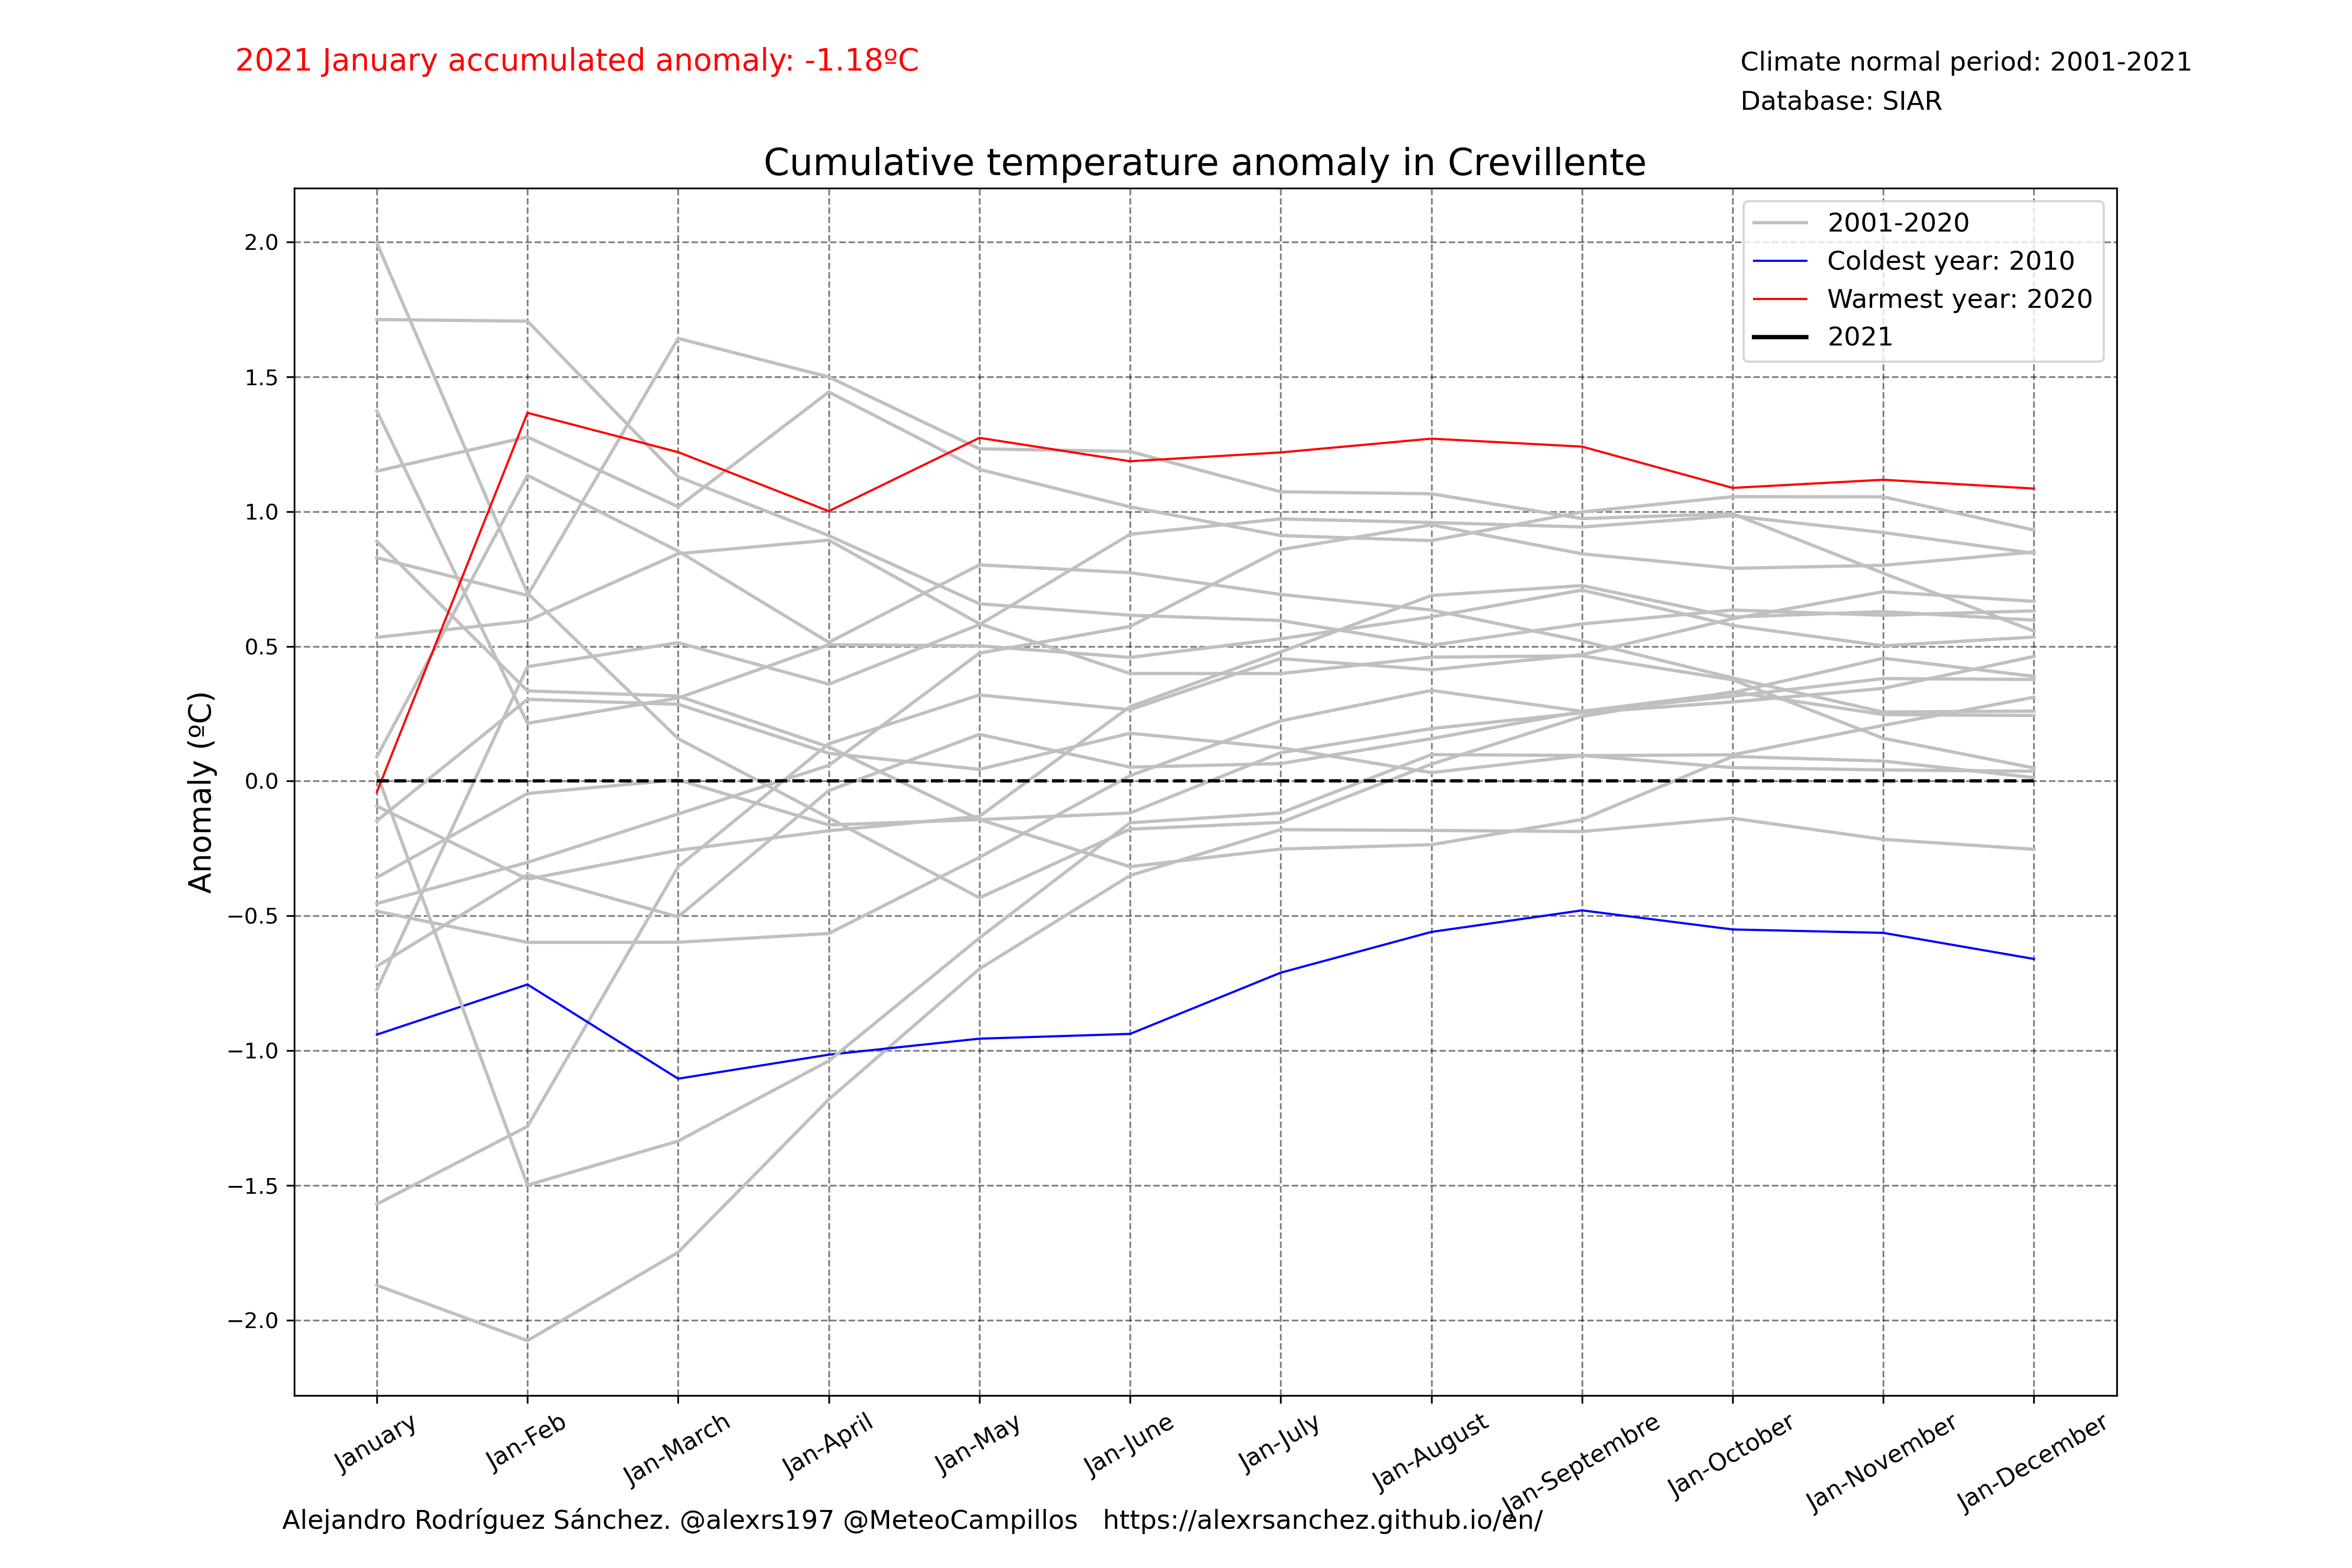 2021 January accumulated anomaly: -1.18ºC
Climate normal period: 2001-2021
Database: SIAR
Cumulative temperature anomaly in Crevillente
2001-2020
Coldest year: 2010
Warmest year: 2020
2021
Anomaly (ºC)
2.0
1.5
1.0
0.5
0.0
−0.5
−1.0
−1.5
−2.0
January
Jan-Feb
Jan-March
Jan-April
Jan-May
Jan-June
Jan-July
Jan-August
Jan-Septembre
Jan-October
Jan-November
Jan-December
Alejandro Rodríguez Sánchez. @alexrs197 @MeteoCampillos   https://alexrsanchez.github.io/en/